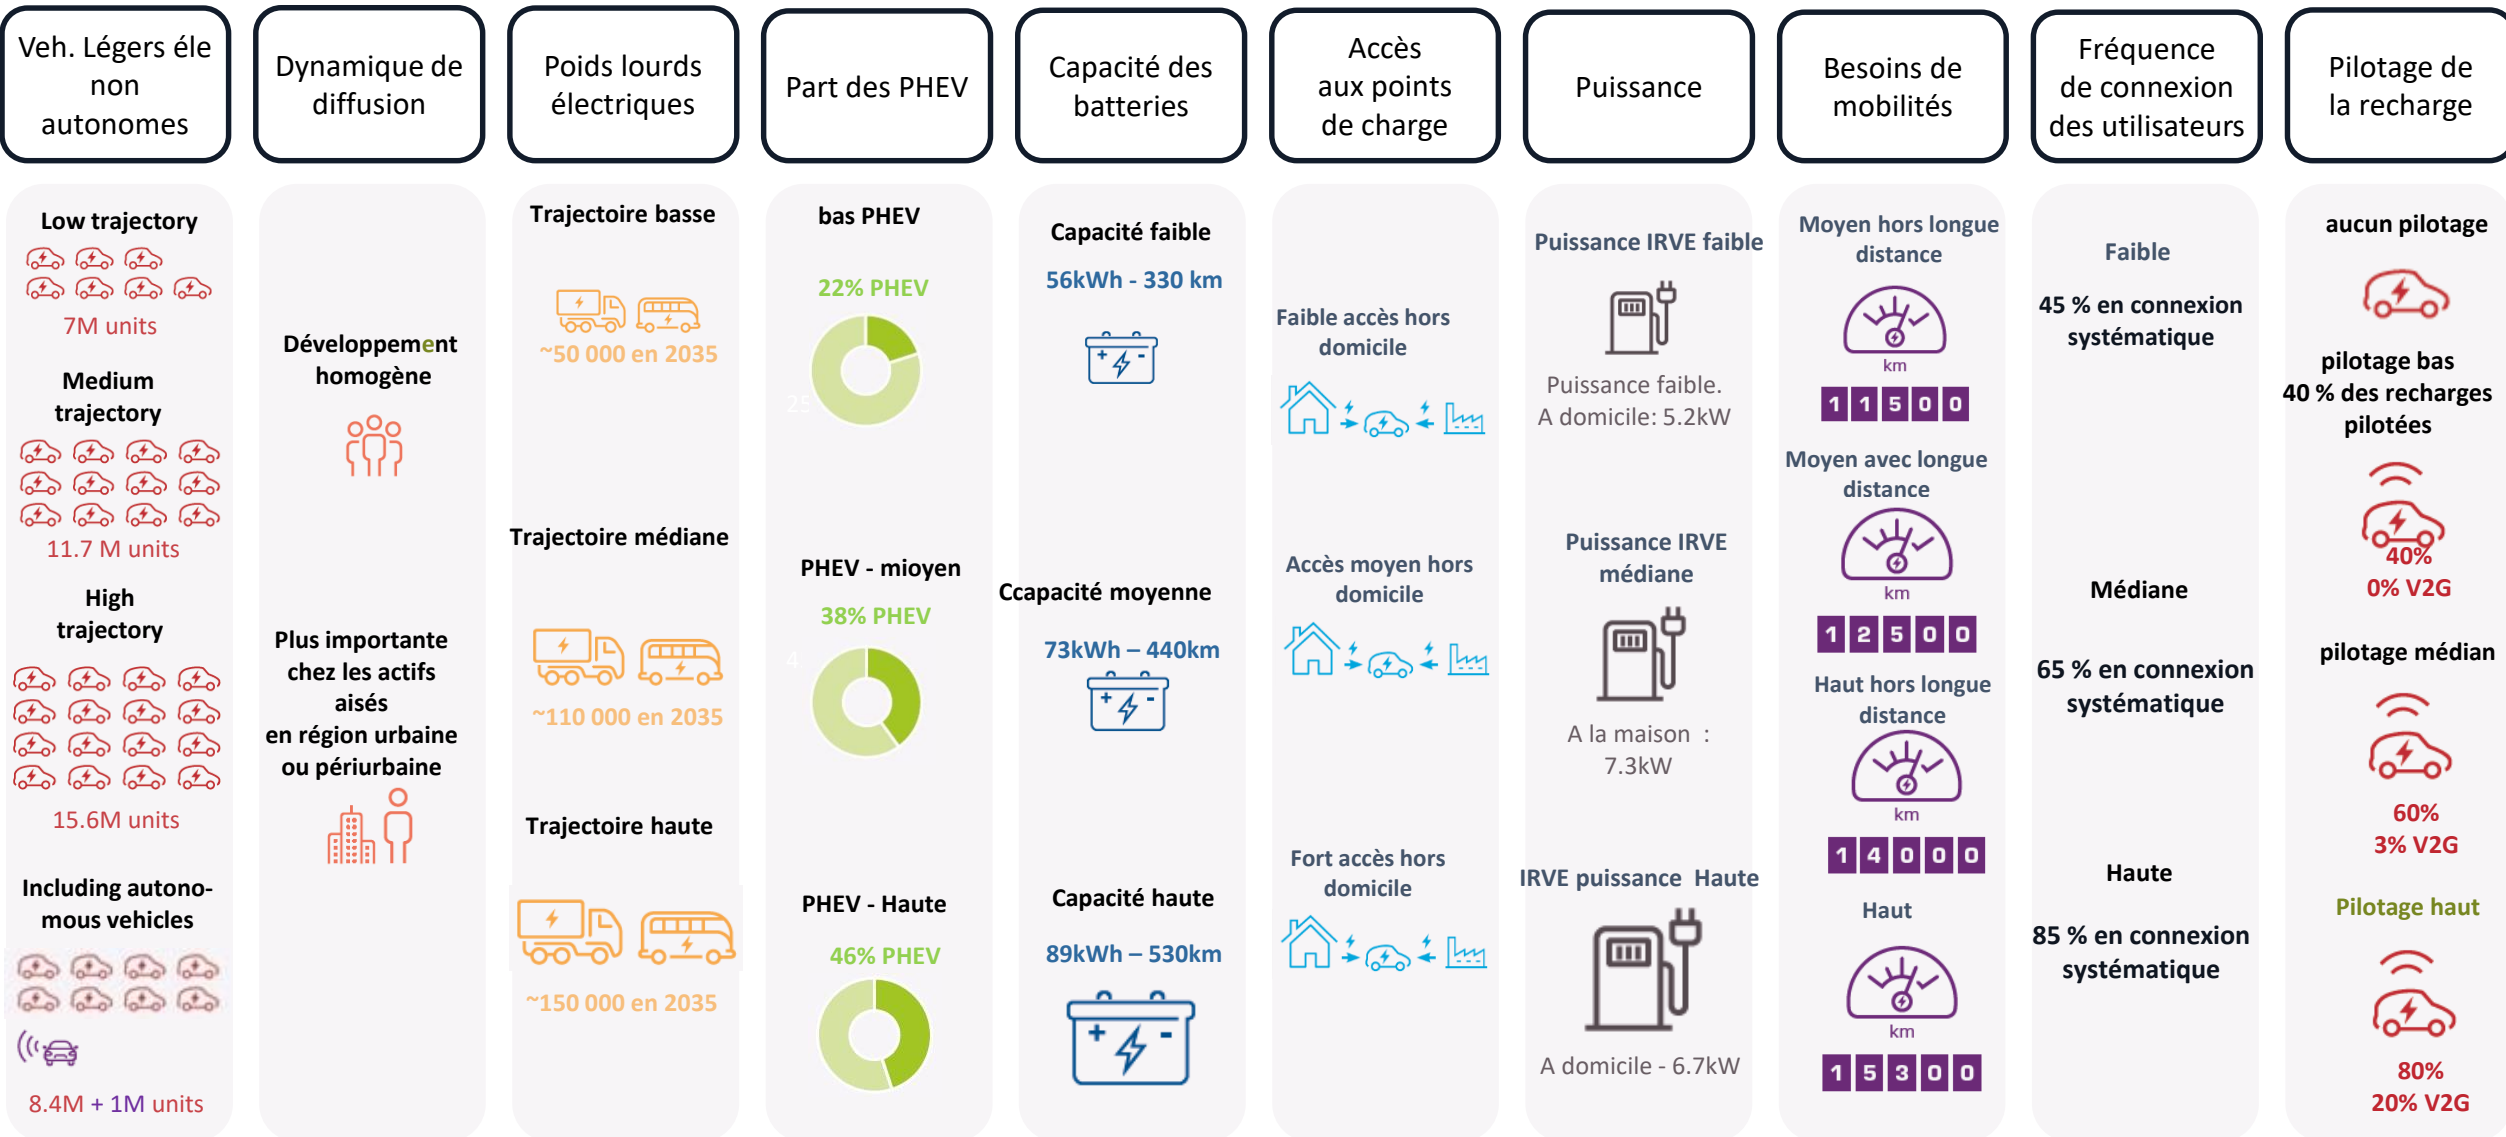 Veh. Légers éle
non
autonomes
Dynamique de
diffusion
Poids lourds
électriques
Part des PHEV
Capacité des
batteries
Accès
aux points
de charge
Puissance
Besoins de
mobilités
Fréquence
de connexion
des utilisateurs
Pilotage de
la recharge
Low trajectory
7M units
Medium
trajectory
11.7 M units
High
trajectory
15.6M units
Including autono-
mous vehicles
8.4M + 1M units
Développement
homogène
Plus importante
chez les actifs
aisés
en région urbaine
ou périurbaine
Trajectoire basse
~50 000 en 2035
Trajectoire médiane
~110 000 en 2035
Trajectoire haute
~150 000 en 2035
bas PHEV
22% PHEV
25
PHEV - mioyen
38% PHEV
4
PHEV - Haute
46% PHEV
Capacité faible
56kWh - 330 km
Ccapacité moyenne
73kWh – 440km
Capacité haute
89kWh – 530km
Faible accès hors
domicile
Accès moyen hors
domicile
Fort accès hors
domicile
Puissance IRVE faible
Puissance faible.
A domicile: 5.2kW
Puissance IRVE
médiane
A la maison :
7.3kW
IRVE puissance Haute
A domicile - 6.7kW
Moyen hors longue
distance
km
11500
Moyen avec longue
distance
km
12500
Haut hors longue
distance
km
14000
Haut
km
15300
Faible
45 % en connexion
systématique
Médiane
65 % en connexion
systématique
Haute
85 % en connexion
systématique
aucun pilotage
pilotage bas
40 % des recharges
pilotées
40%
0% V2G
pilotage médian
60%
3% V2G
Pilotage haut
80%
20% V2G